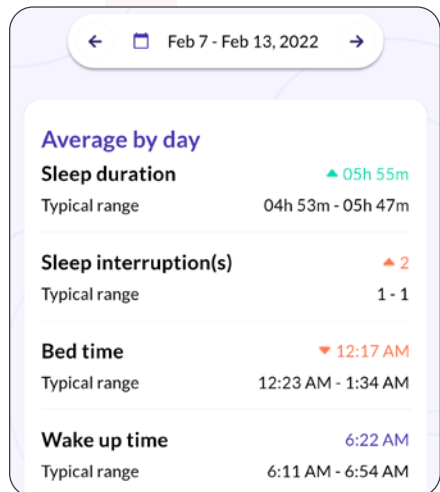 Feb 7 - Feb 13, 2022
Average by day
Sleep duration 05h 55m
Typical range 04h 53m - 05h 47m
Sleep interruption(s) 2
Typical range 1 - 1
Bed time 12:17 AM
Typical range 12:23 AM - 1:34 AM
Wake up time 6:22 AM
Typical range 6:11 AM - 6:54 AM